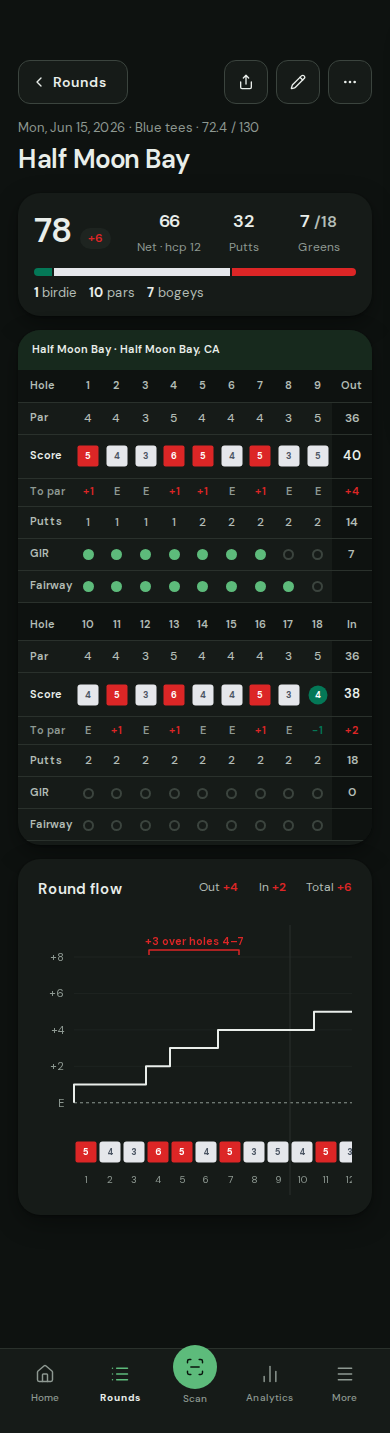 Rounds
Mon, Jun 15, 2026 · Blue tees · 72.4 / 130
Half Moon Bay
78 +6 66 32 7 /18
Net · hcp 12 Putts Greens
1 birdie 10 pars 7 bogeys
Half Moon Bay · Half Moon Bay, CA
Hole 1 2 3 4 5 6 7 8 9 Out
Par 4 4 3 5 4 4 4 3 5 36
Score 5 4 3 6 5 4 5 3 5 40
To par +1 E E +1 +1 E +1 E E +4
Putts 1 1 1 1 2 2 2 2 2 14
GIR 7
Fairway
Hole 10 11 12 13 14 15 16 17 18 In
Par 4 4 3 5 4 4 4 3 5 36
Score 4 5 3 6 4 4 5 3 4 38
To par E +1 E +1 E E +1 E -1 +2
Putts 2 2 2 2 2 2 2 2 2 18
GIR 0
Fairway
Round flow Out +4 In +2 Total +6
+3 over holes 4–7
+8
+6
+4
+2
E
5 4 3 6 5 4 5 3 5 4 5 3
1 2 3 4 5 6 7 8 9 10 11 12
Home Rounds Scan Analytics More